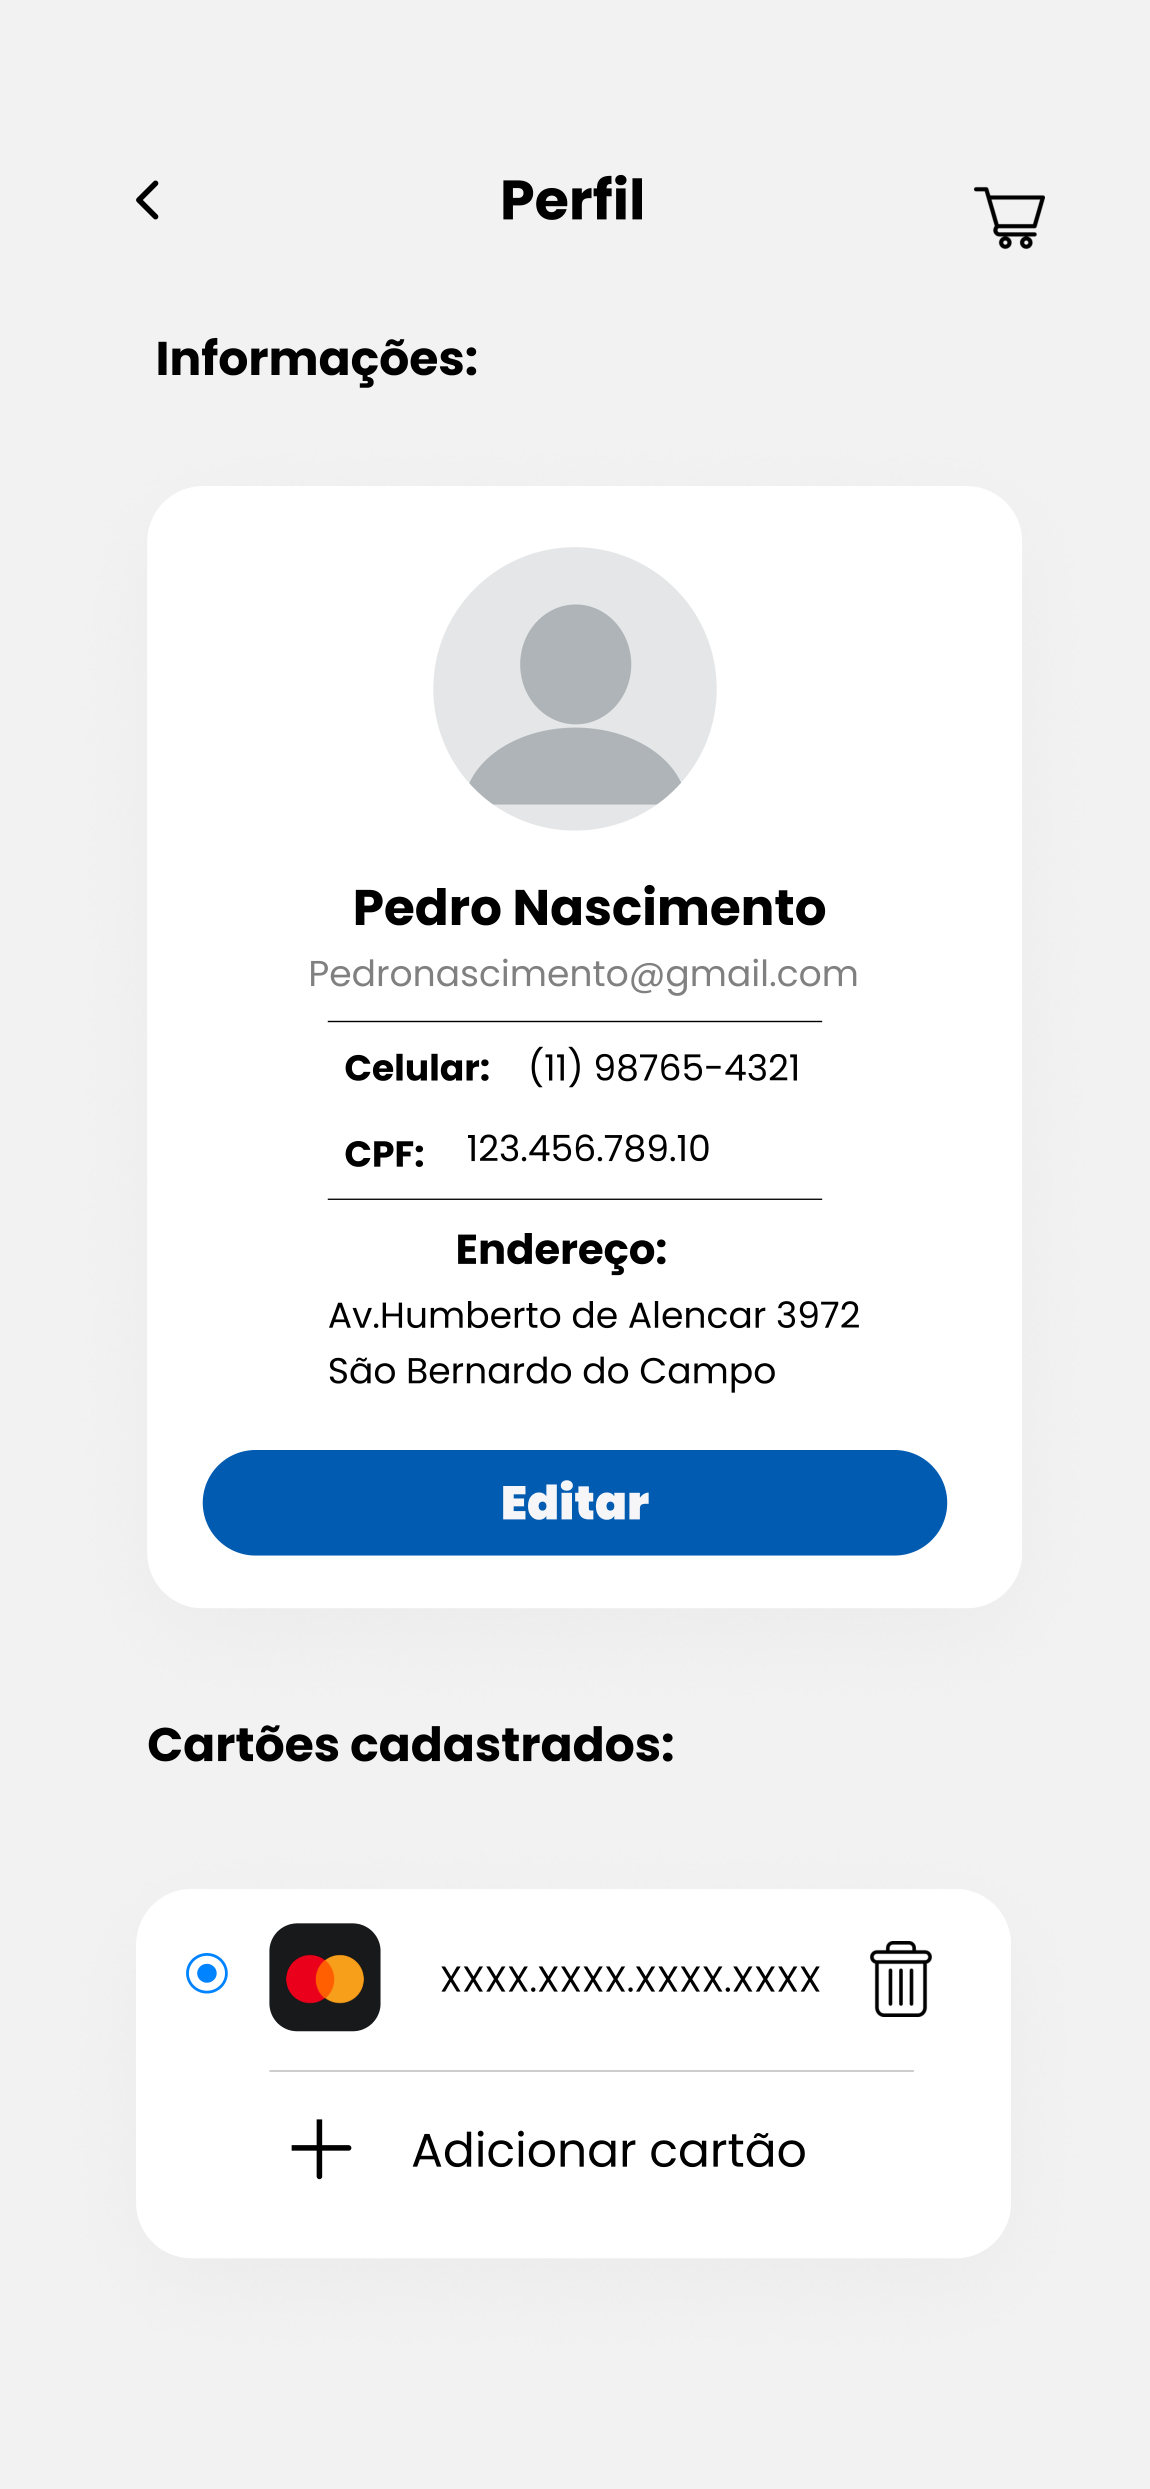 Perfil
Informações:
Pedro Nascimento
Pedronascimento@gmail.com
Celular: (11) 98765-4321
CPF: 123.456.789.10
Endereço:
Av.Humberto de Alencar 3972
São Bernardo do Campo
Editar
Cartões cadastrados:
XXXX.XXXX.XXXX.XXXX
Adicionar cartão